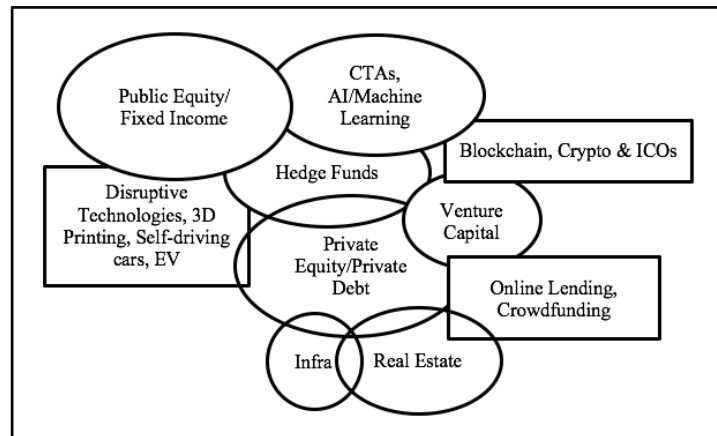 Public Equity/
Fixed Income
CTAs,
AI/Machine
Learning
Hedge Funds
Blockchain, Crypto & ICOs
Disruptive
Technologies, 3D
Printing, Self-driving
cars, EV
Venture
Capital
Private
Equity/Private
Debt
Online Lending,
Crowdfunding
Infra
Real Estate